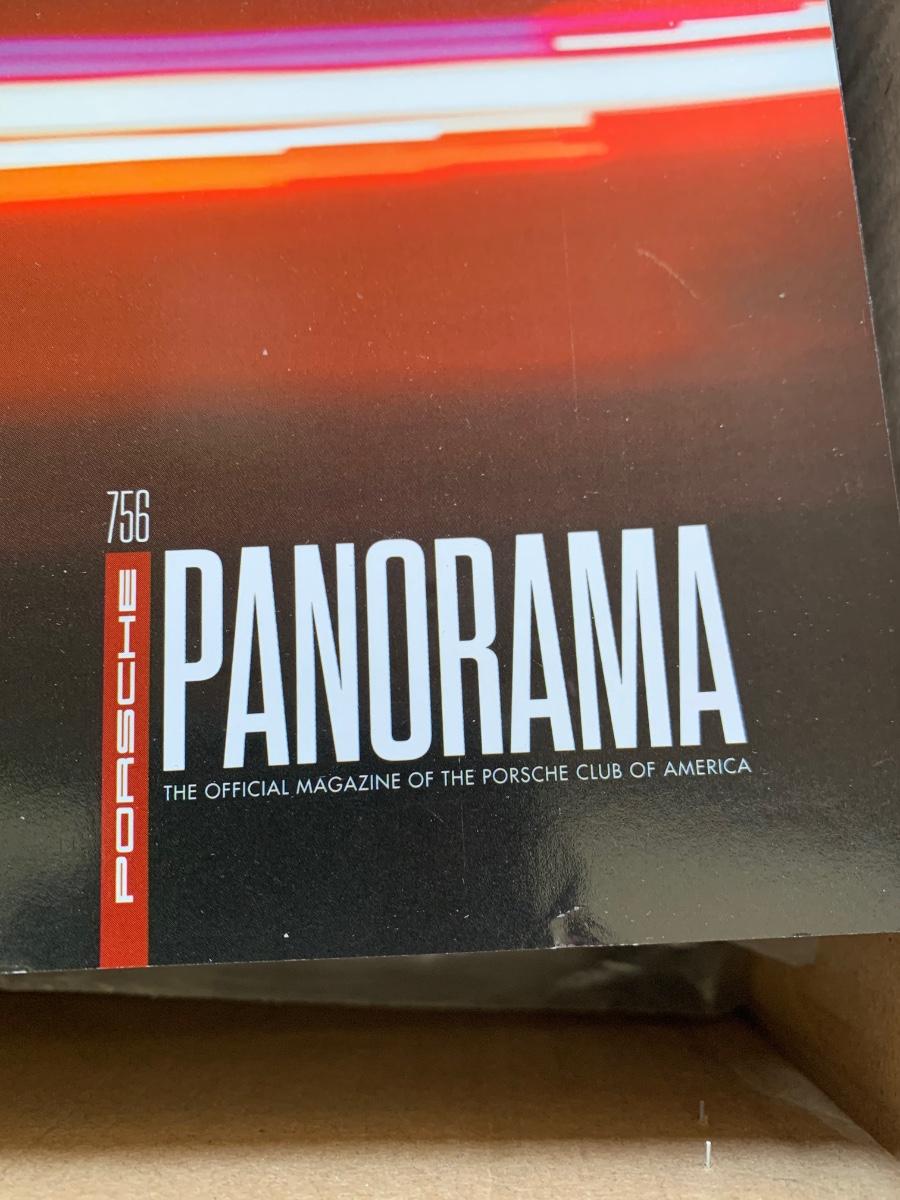 756
PORSCHE
PANORAMA
THE OFFICIAL MAGAZINE OF THE PORSCHE CLUB OF AMERICA